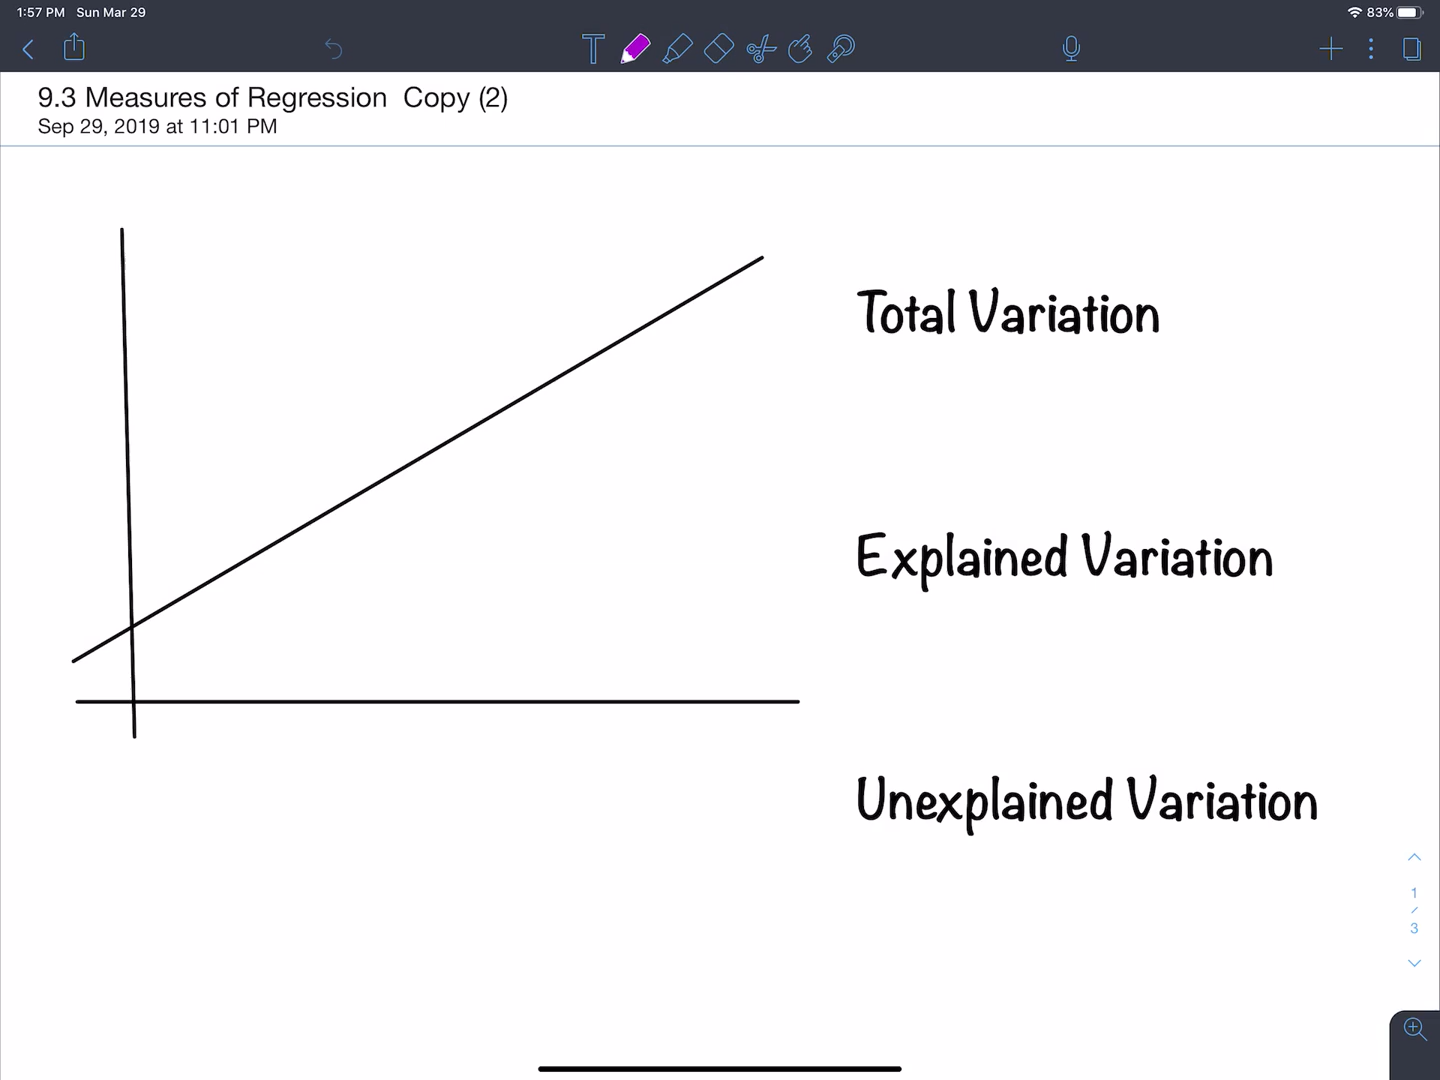 1:57 PM Sun Mar 29
83%
T
9.3 Measures of Regression Copy (2)
Sep 29, 2019 at 11:01 PM
Total Variation
Explained Variation
Unexplained Variation
1
/
3